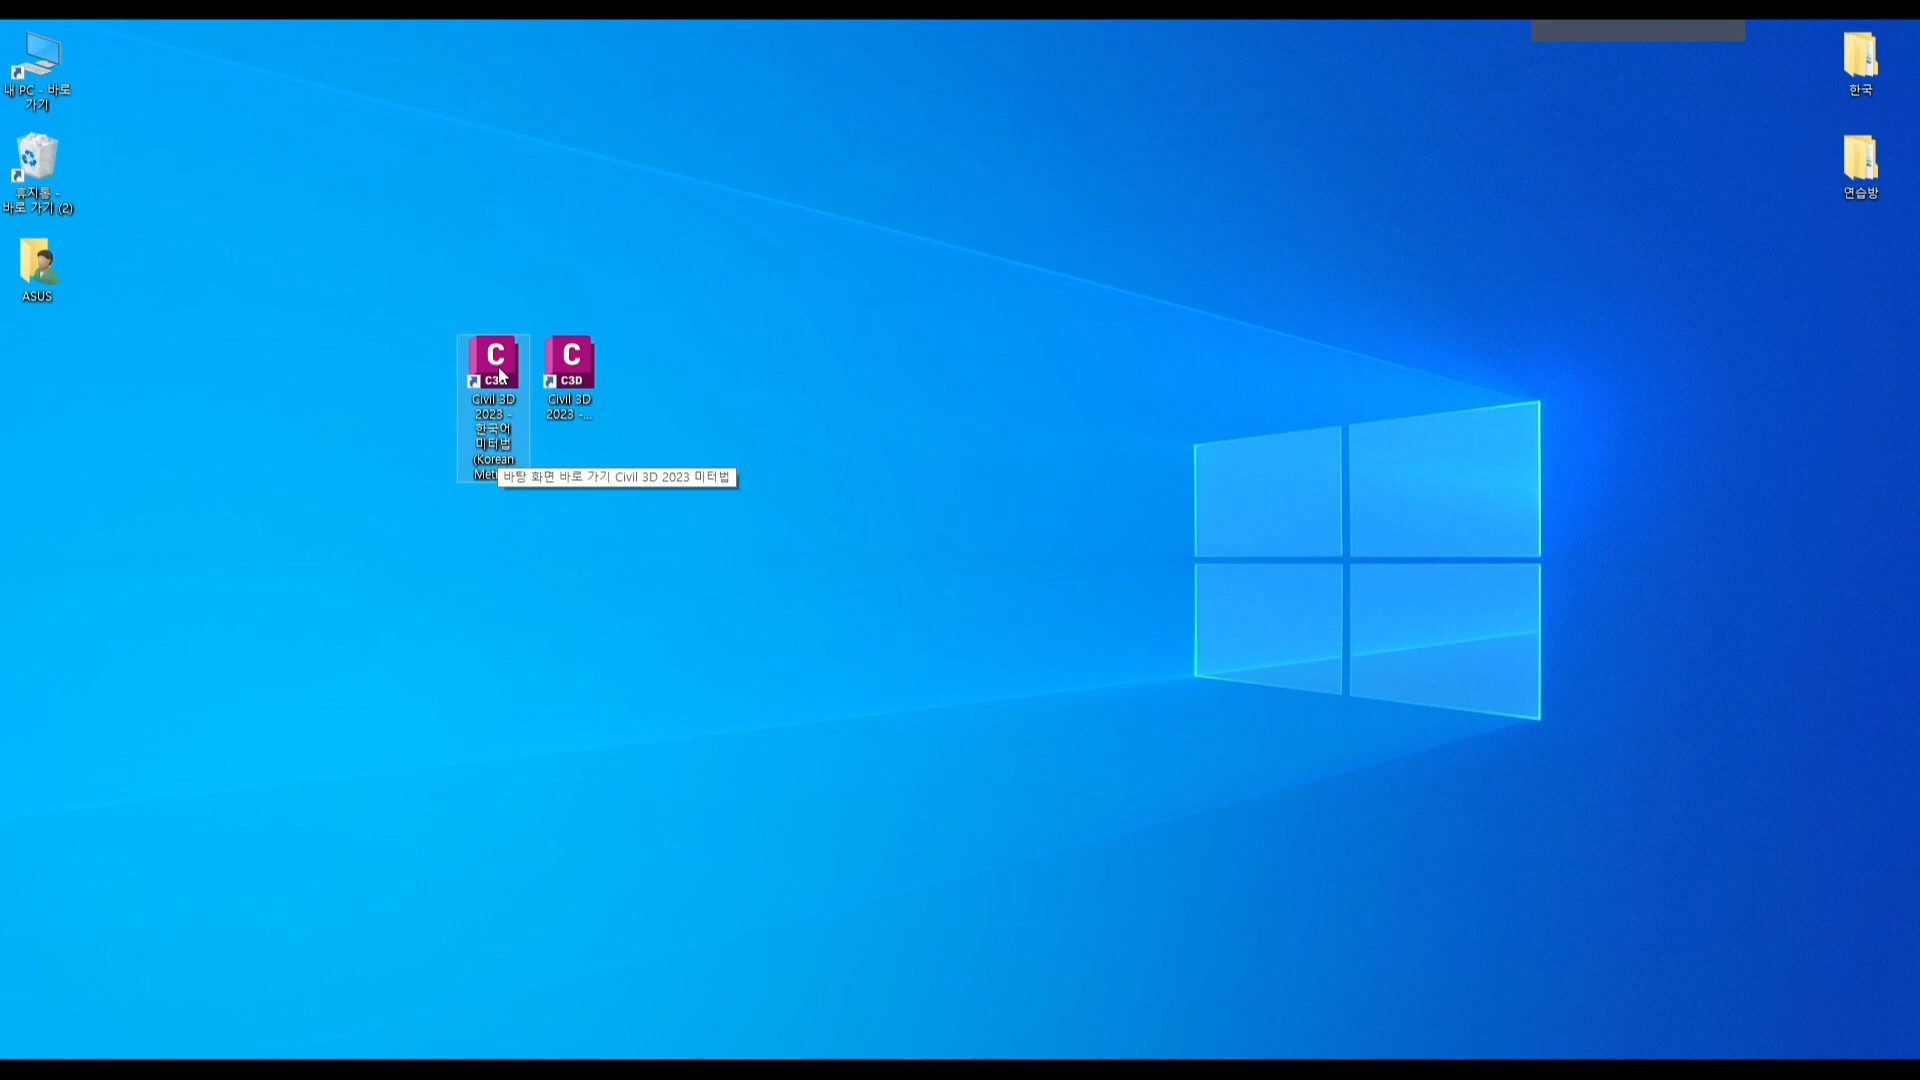 내 PC - 바로
가기
휴지통 -
바로 가기 (2)
ASUS
C
C3D
Civil 3D
2023 -
한국어
미터법
(Korean
바탕 화면 바로 가기 Civil 3D 2023 미터법
C
C3D
Civil 3D
2023 -...
한국
연습방